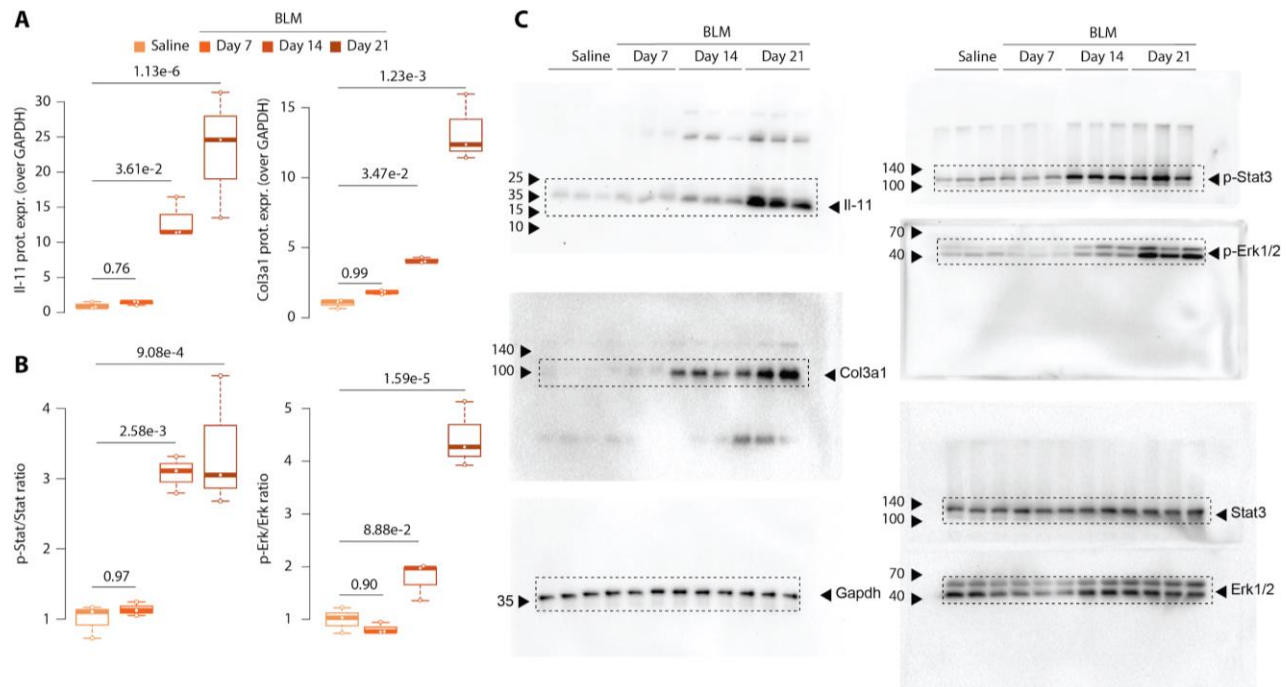 A
BLM
Saline Day 7 Day 14 Day 21
Il-11 prot. expr. (over GAPDH)
30
25
20
15
10
5
0
1.13e-6
3.61e-2
0.76
Col3a1 prot. expr. (over GAPDH)
15
10
5
0
1.23e-3
3.47e-2
0.99
B
p-Stat/Stat ratio
4
3
2
1
9.08e-4
2.58e-3
0.97
p-Erk/Erk ratio
5
4
3
2
1
1.59e-5
8.88e-2
0.90
C
BLM
Saline Day 7 Day 14 Day 21
25
35
15
10
Il-11
140
100
Col3a1
35
Gapdh
BLM
Saline Day 7 Day 14 Day 21
140
100
p-Stat3
70
40
p-Erk1/2
140
100
Stat3
70
40
Erk1/2